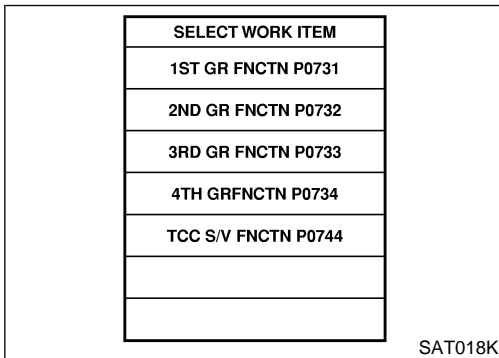 SELECT WORK ITEM
1ST GR FNCTN P0731
2ND GR FNCTN P0732
3RD GR FNCTN P0733
4TH GRFNCTN P0734
TCC S/V FNCTN P0744
SAT018K